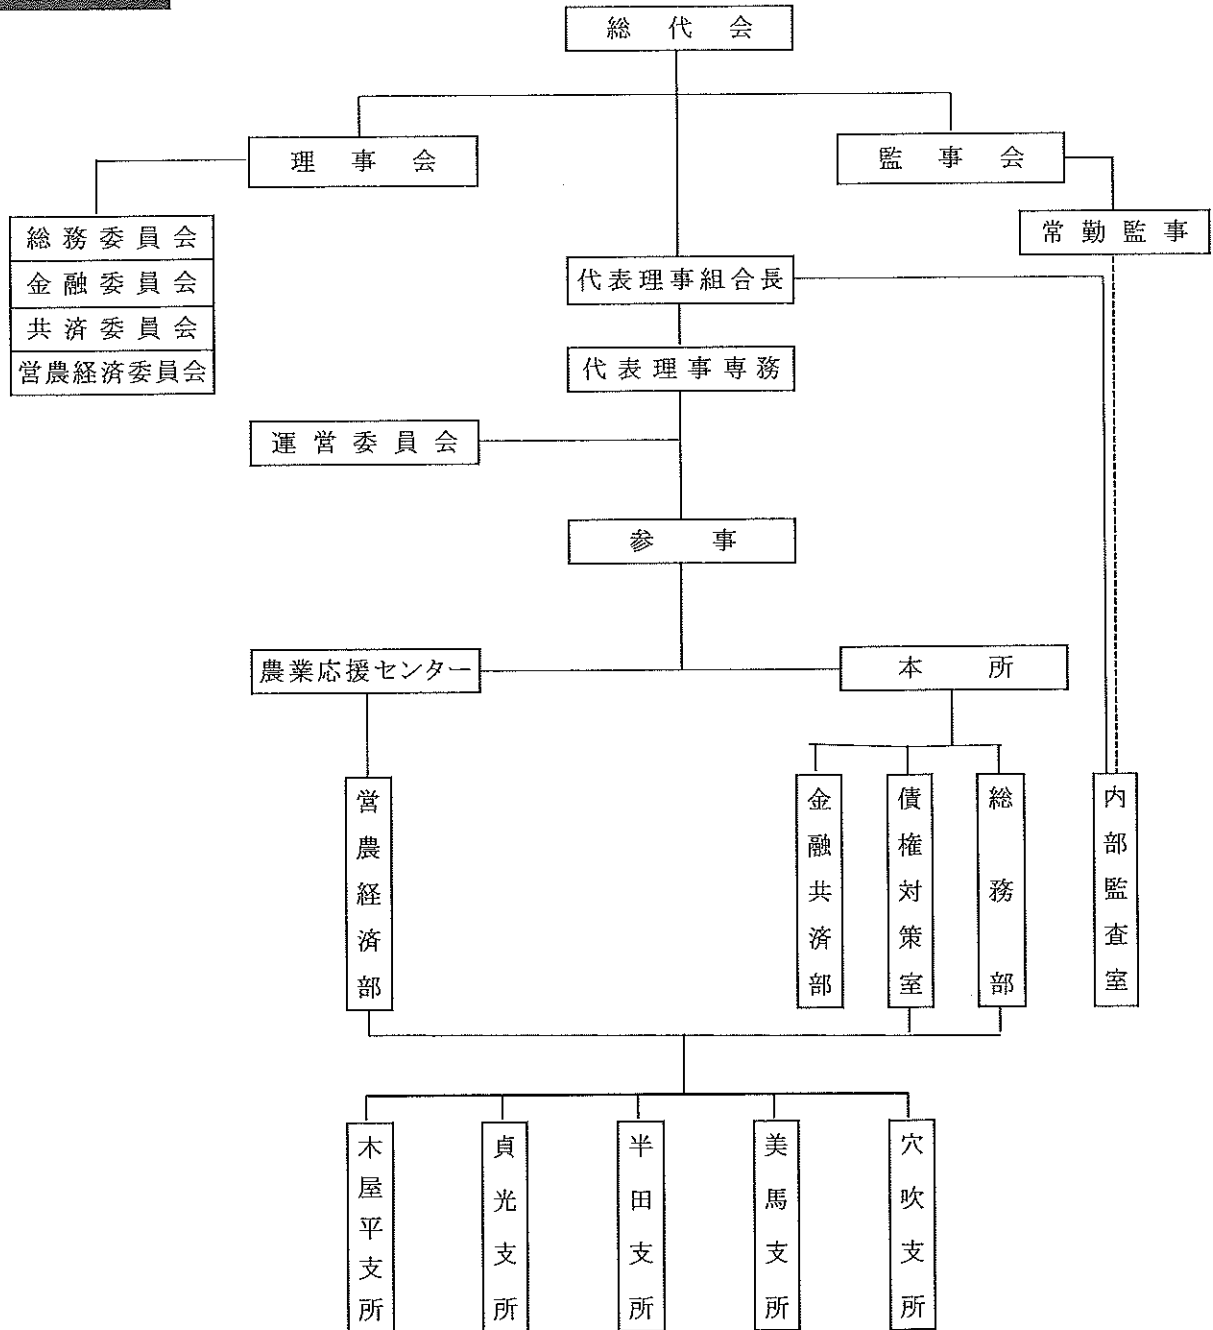 総代会
理事会
監事会
常勤監事
総務委員会
金融委員会
共済委員会
営農経済委員会
代表理事組合長
代表理事専務
運営委員会
参事
農業応援センター
本所
営農経済部
金融共済部
債権対策室
総務部
内部監査室
木屋平支所
貞光支所
半田支所
美馬支所
穴吹支所